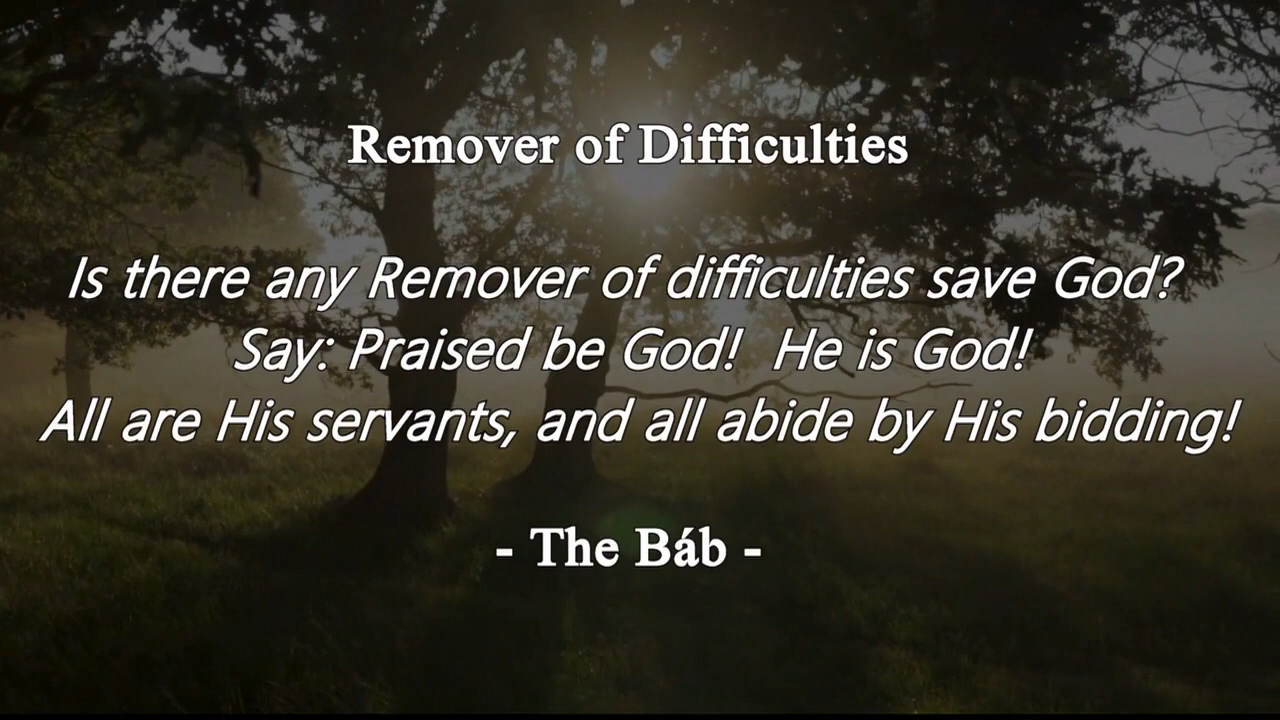 Remover of Difficulties
Is there any Remover of difficulties save God?
Say: Praised be God!  He is God!
All are His servants, and all abide by His bidding!
- The Báb -